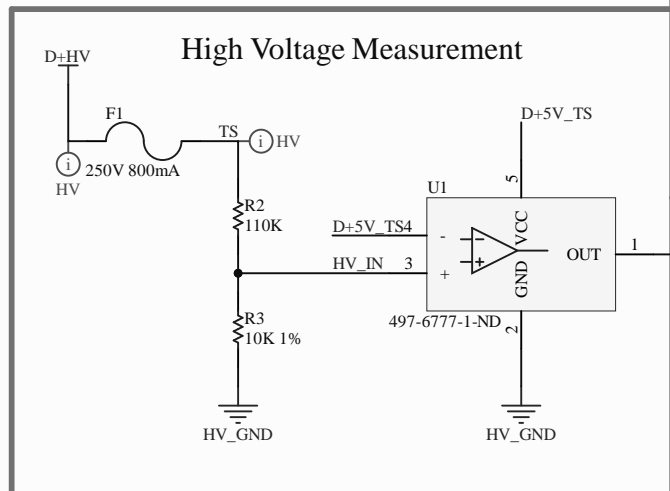 High Voltage Measurement
D+HV
F1
TS
i HV
i
HV
250V 800mA
D+5V_TS
5
U1
R2
110K
D+5V_TS4
-
VCC
OUT
1
HV_IN
3
+
GND
R3
10K 1%
497-6777-1-ND
2
HV_GND
HV_GND